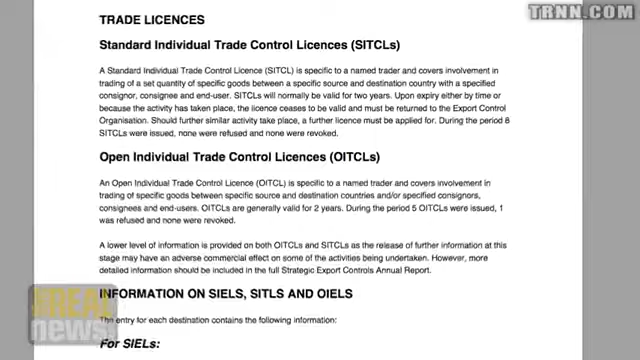 TRNN.COM
TRADE LICENCES
Standard Individual Trade Control Licences (SITCLs)
A Standard Individual Trade Control Licence (SITCL) is specific to a named trader and covers involvement in
trading of a set quantity of specific goods between a specific source and destination country with a specified
consignor, consignee and end-user. SITCLs will normally be valid for two years. Upon expiry either by time or
because the activity has taken place, the licence ceases to be valid and must be returned to the Export Control
Organisation. Should further similar activity take place, a further licence must be applied for. During the period 8
SITCLs were issued, none were refused and none were revoked.
Open Individual Trade Control Licences (OITCLs)
An Open Individual Trade Control Licence (OITCL) is specific to a named trader and covers involvement in
trading of specific goods between specific source and destination countries and/or specified consignors,
consignees and end-users. OITCLs are generally valid for 2 years. During the period 5 OITCLs were issued, 1
was refused and none were revoked.
A lower level of information is provided on both OITCLs and SITCLs as the release of further information at this
stage may have an adverse commercial effect on some of the activities being undertaken. However, more
detailed information should be included in the full Strategic Export Controls Annual Report.
INFORMATION ON SIELS, SITLS AND OIELS
The entry for each destination contains the following information:
For SIELs:
THE REAL
news